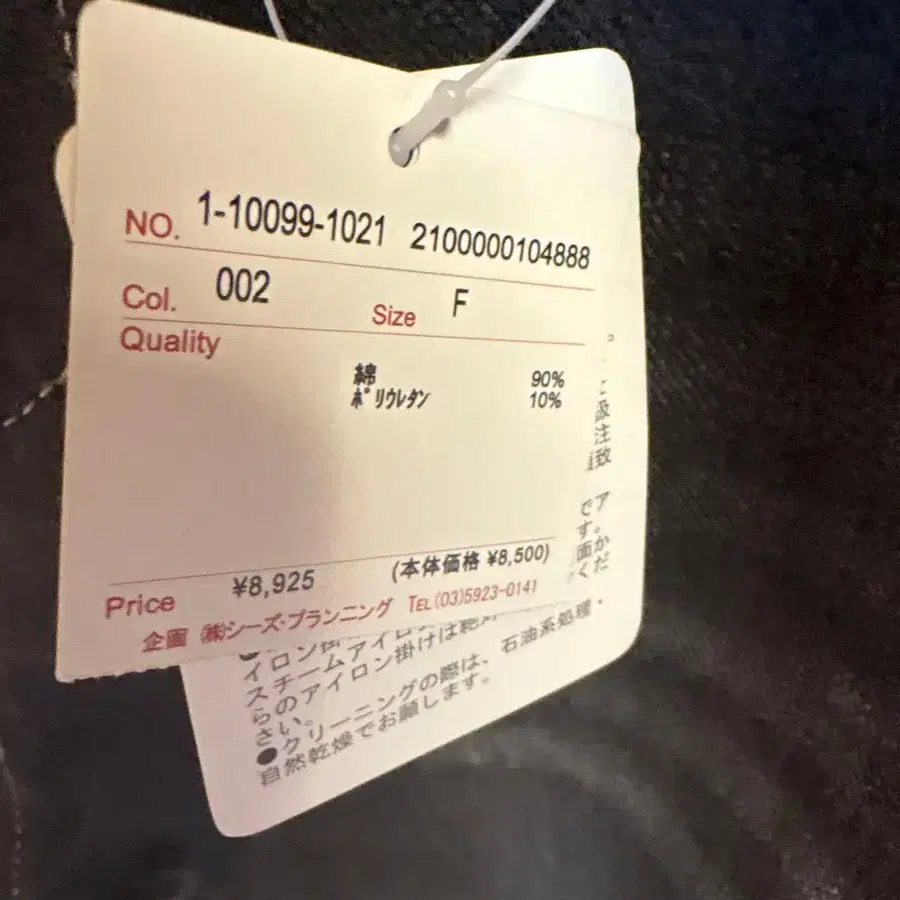 NO. 1-10099-1021 2100000104888
Col. 002 Size F
Quality
綿 90%
ポリウレタン 10%
Price ¥8,925 (本体価格 ¥8,500)
企画 ㈱シーズ・プランニング TEL(03)5923-0141
スチームアイロ
らのアイロン掛けは絶対
さい。
●クリーニングの際は、石油系処理・
自然乾燥でお願します。